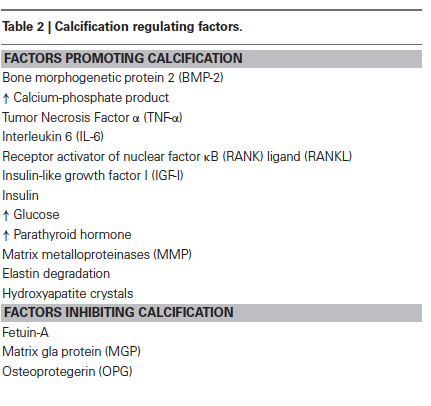 Table 2 | Calcification regulating factors.
FACTORS PROMOTING CALCIFICATION
Bone morphogenetic protein 2 (BMP-2)
↑ Calcium-phosphate product
Tumor Necrosis Factor α (TNF-α)
Interleukin 6 (IL-6)
Receptor activator of nuclear factor κB (RANK) ligand (RANKL)
Insulin-like growth factor I (IGF-I)
Insulin
↑ Glucose
↑ Parathyroid hormone
Matrix metalloproteinases (MMP)
Elastin degradation
Hydroxyapatite crystals
FACTORS INHIBITING CALCIFICATION
Fetuin-A
Matrix gla protein (MGP)
Osteoprotegerin (OPG)